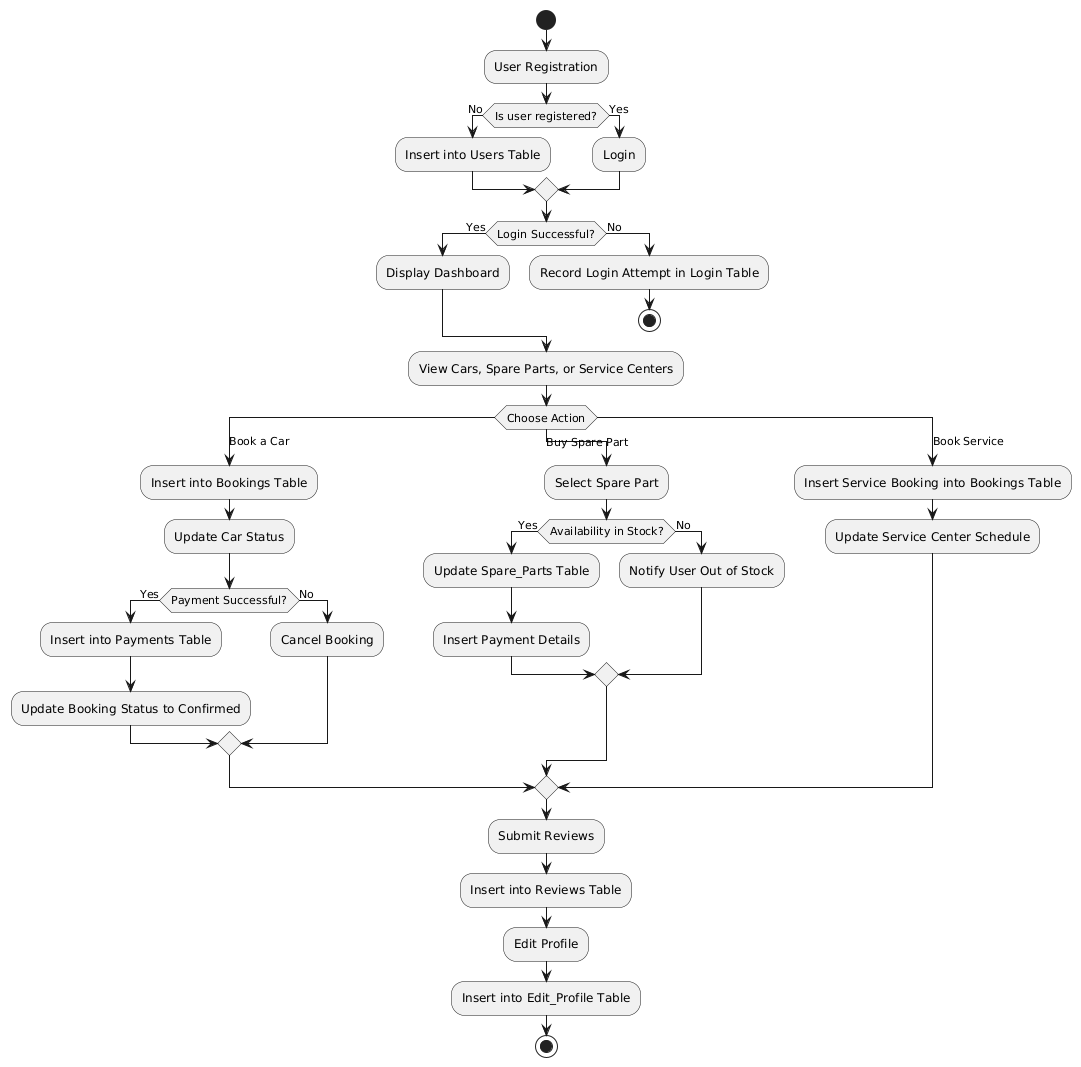 User Registration
No
Is user registered?
Yes
Insert into Users Table
Login
Yes
Login Successful?
No
Display Dashboard
Record Login Attempt in Login Table
View Cars, Spare Parts, or Service Centers
Choose Action
Book a Car
Buy Spare Part
Book Service
Insert into Bookings Table
Select Spare Part
Insert Service Booking into Bookings Table
Update Car Status
Yes
Availability in Stock?
No
Update Service Center Schedule
Update Spare_Parts Table
Notify User Out of Stock
Yes
Payment Successful?
No
Insert into Payments Table
Cancel Booking
Insert Payment Details
Update Booking Status to Confirmed
Submit Reviews
Insert into Reviews Table
Edit Profile
Insert into Edit_Profile Table